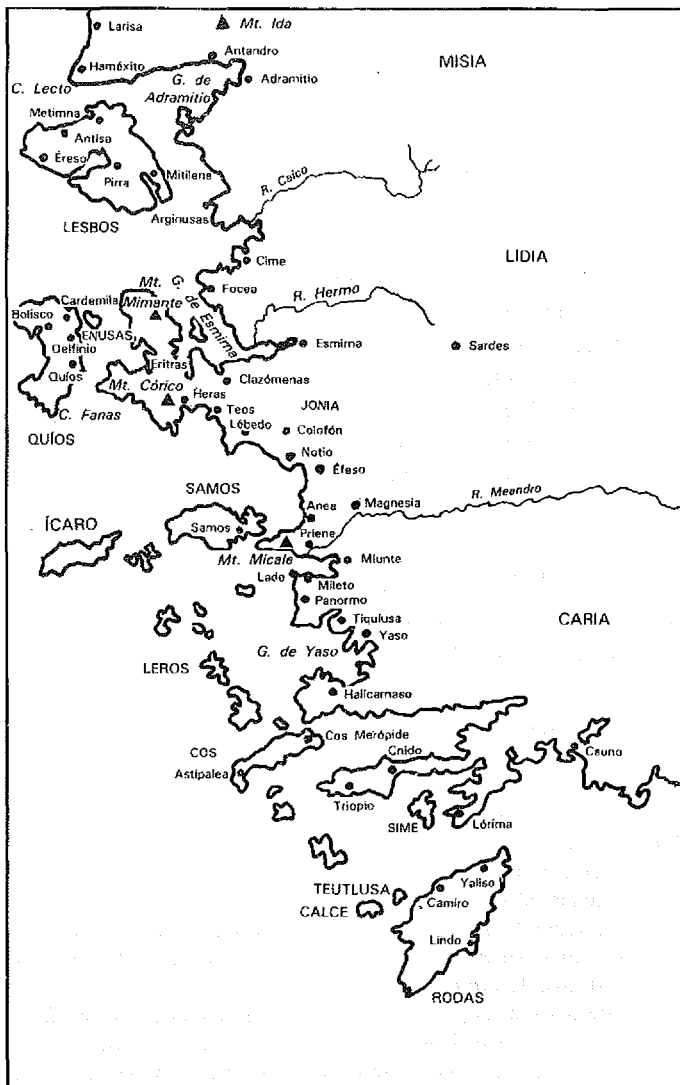 Larisa
Mt. Ida
Antandro
Haméxito
MISIA
G. de
Adramitio
Adramitio
C. Lecto
Metimna
Antisa
Éreso
Pirra
Mitilene
R. Caico
Arginusas
LESBOS
LIDIA
Cime
Mt.
Mimante
G. de Esmirna
Focea
R. Hermo
Cardemila
Bolisco
ENUSAS
Delfinio
Esmirna
Sardes
Eritras
Quíos
Mt. Córico
Clazómenas
Heras
JONIA
C. Fanas
Teos
Lébedo
Colofón
QUÍOS
Notio
Éfeso
SAMOS
Anea
Magnesia
R. Meandro
ÍCARO
Samos
Priene
Mt. Micale
Miunte
Lade
Mileto
Panormo
CARIA
Tiquiusa
Yaso
G. de Yaso
LEROS
Halicarnaso
Cos Merópide
COS
Cnido
Cauno
Astipalea
Triopio
SIME
Lórima
TEUTLUSA
Yaliso
CALCE
Camiro
Lindo
RODAS